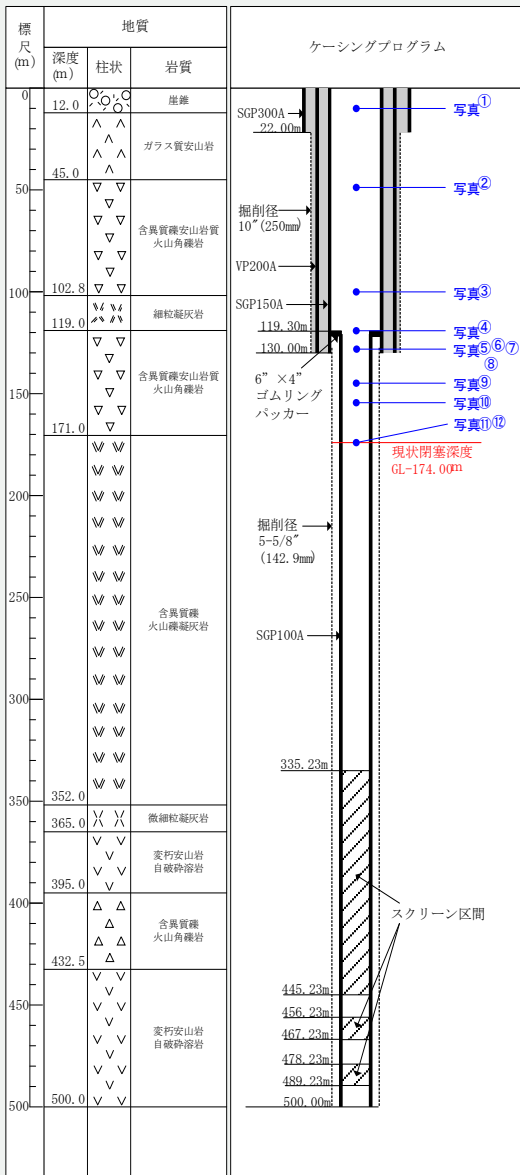 標尺(m)
地質
ケーシングプログラム
深度(m)
柱状
岩質
0
12.0
崖錐
SGP300A
写真①
22.00m
ガラス質安山岩
45.0
写真②
50
掘削径
10″(250mm)
含異質礫安山岩質
火山角礫岩
VP200A
102.8
写真③
100
SGP150A
細粒凝灰岩
119.0
119.30m
写真④
130.00m
写真⑤⑥⑦
⑧
含異質礫安山岩質
火山角礫岩
6” ×4”
ゴムリング
パッカー
写真⑨
150
写真⑩
171.0
写真⑪⑫
現状閉塞深度
GL-174.00m
200
掘削径
5-5/8″
(142.9mm)
250
含異質礫
火山礫凝灰岩
SGP100A
300
335.23m
352.0
350
365.0
微細粒凝灰岩
変朽安山岩
自破砕溶岩
395.0
400
スクリーン区間
含異質礫
火山角礫岩
432.5
445.23m
450
456.23m
467.23m
変朽安山岩
自破砕溶岩
478.23m
489.23m
500
500.0
500.00m